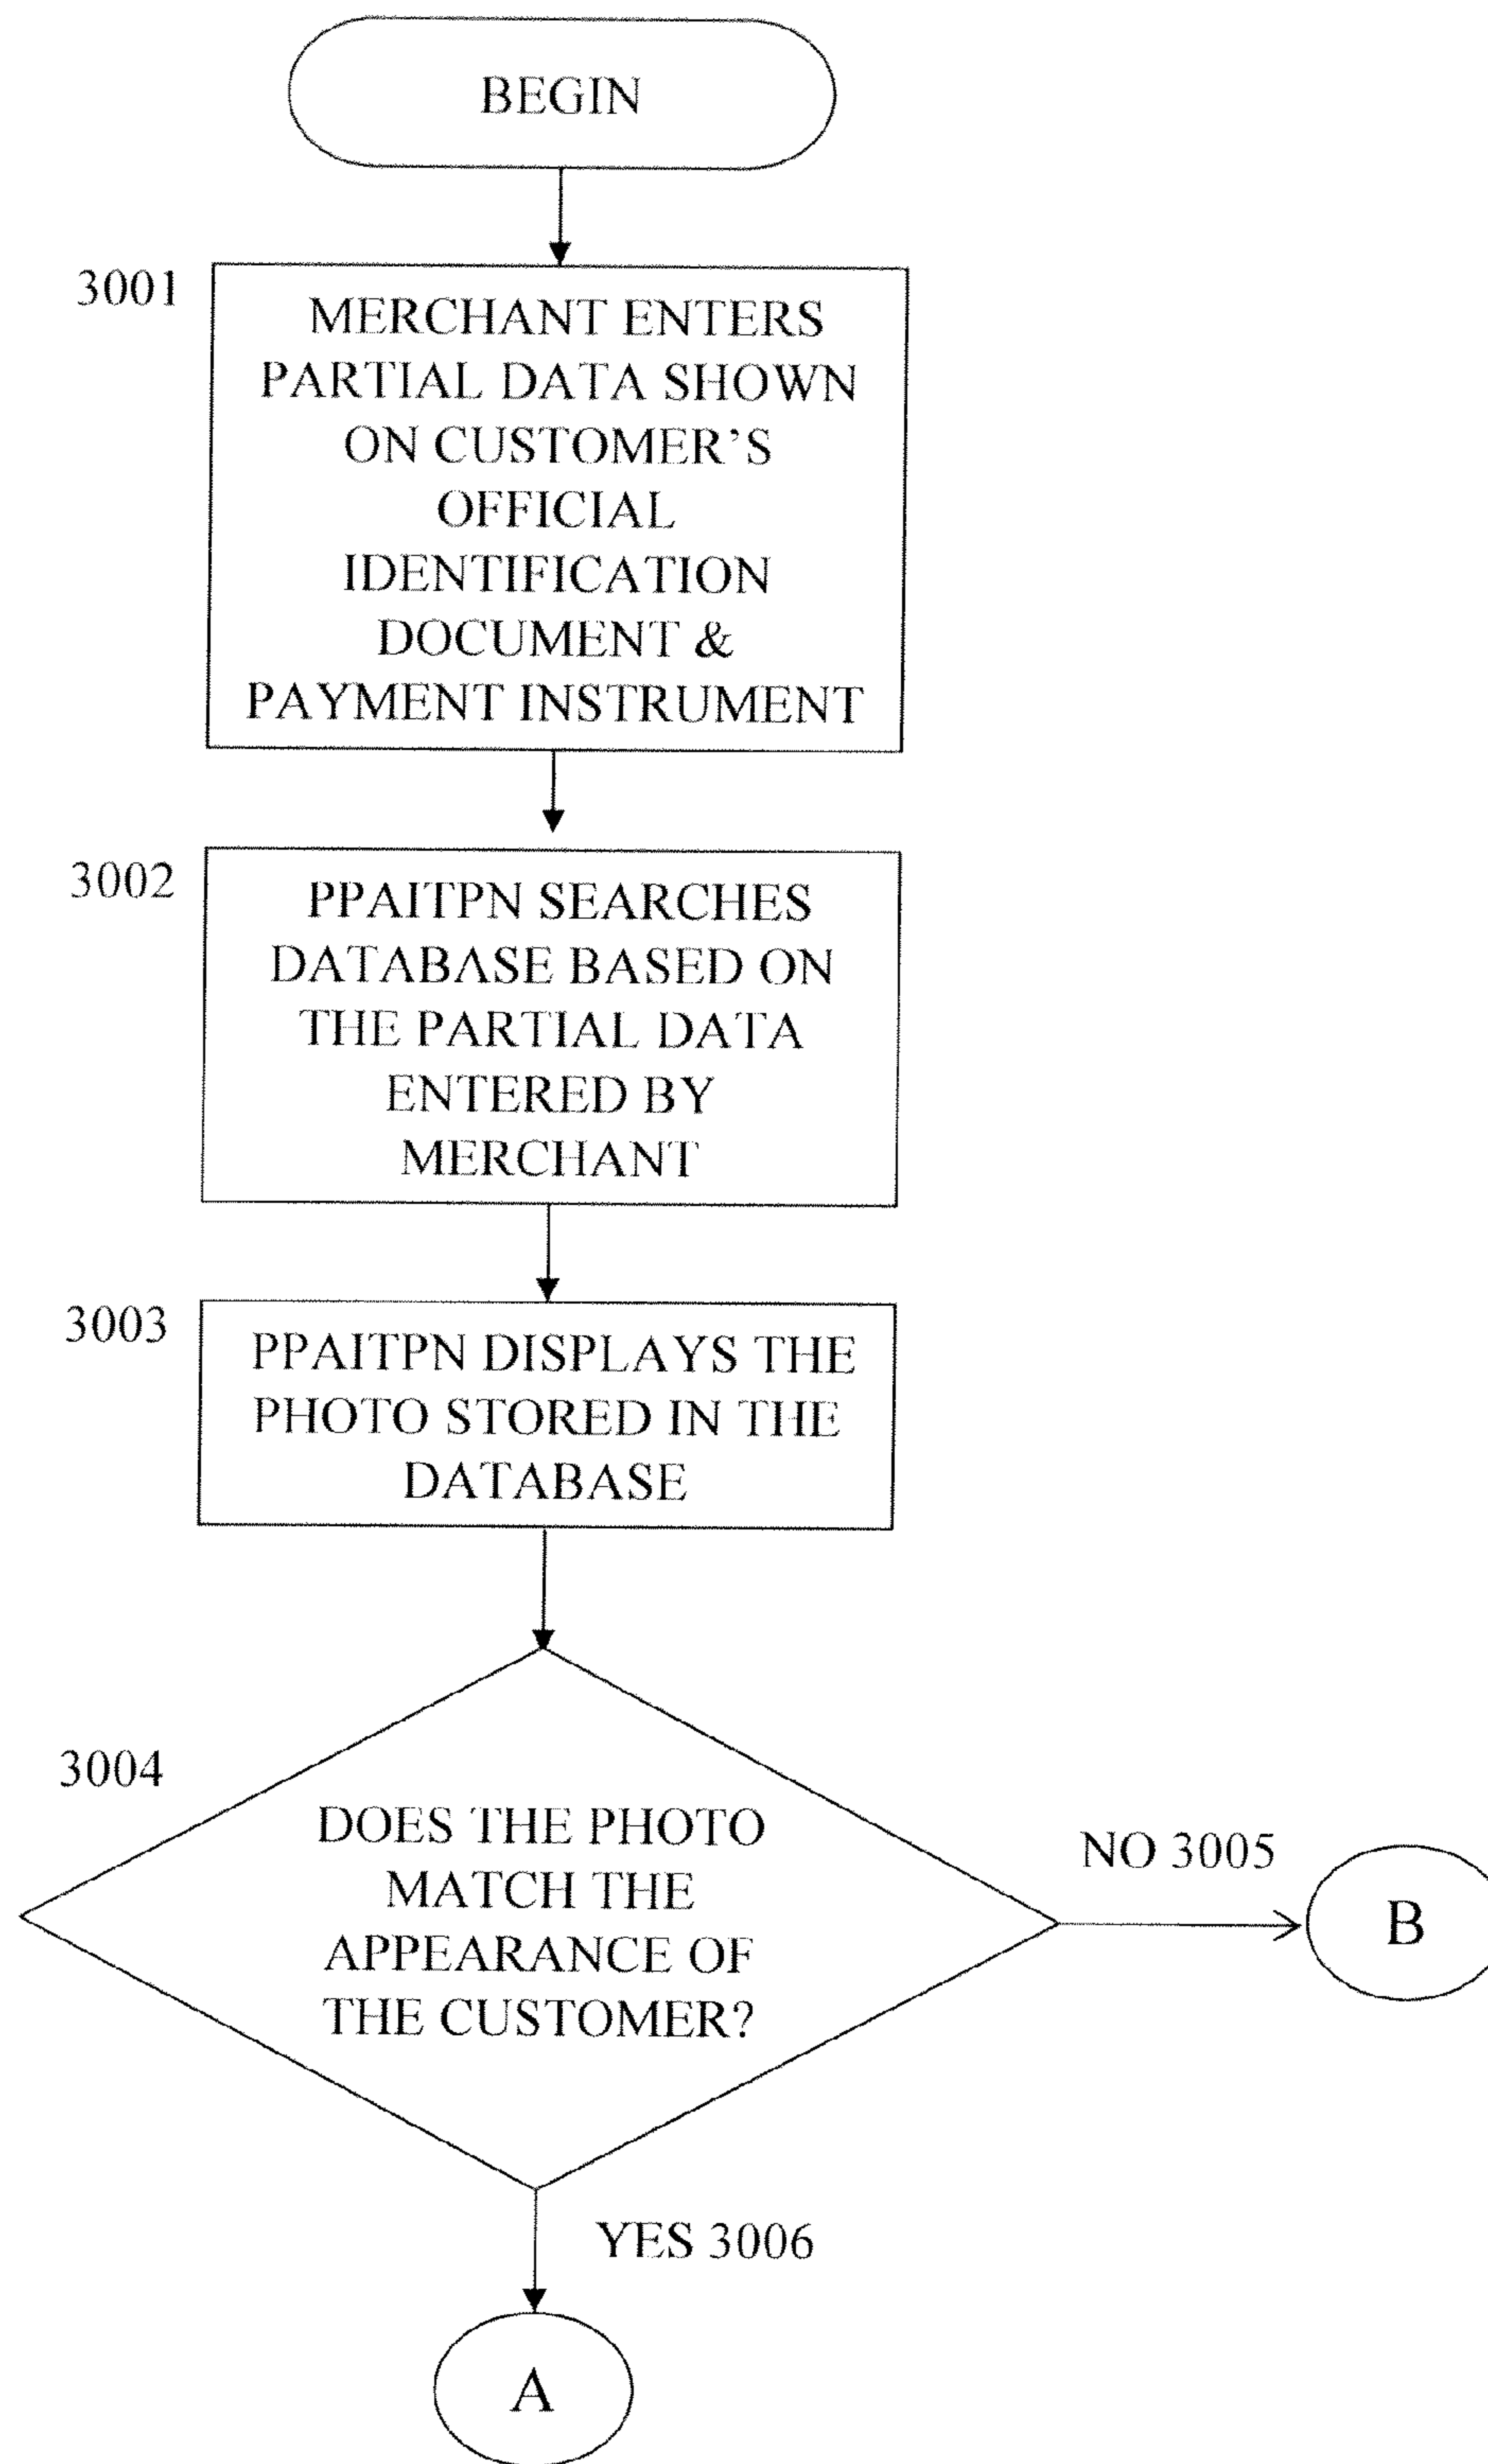 BEGIN
3001
MERCHANT ENTERS
PARTIAL DATA SHOWN
ON CUSTOMER'S
OFFICIAL
IDENTIFICATION
DOCUMENT &
PAYMENT INSTRUMENT
3002
PPAITPN SEARCHES
DATABASE BASED ON
THE PARTIAL DATA
ENTERED BY
MERCHANT
3003
PPAITPN DISPLAYS THE
PHOTO STORED IN THE
DATABASE
3004
DOES THE PHOTO
MATCH THE
APPEARANCE OF
THE CUSTOMER?
NO 3005
B
YES 3006
A